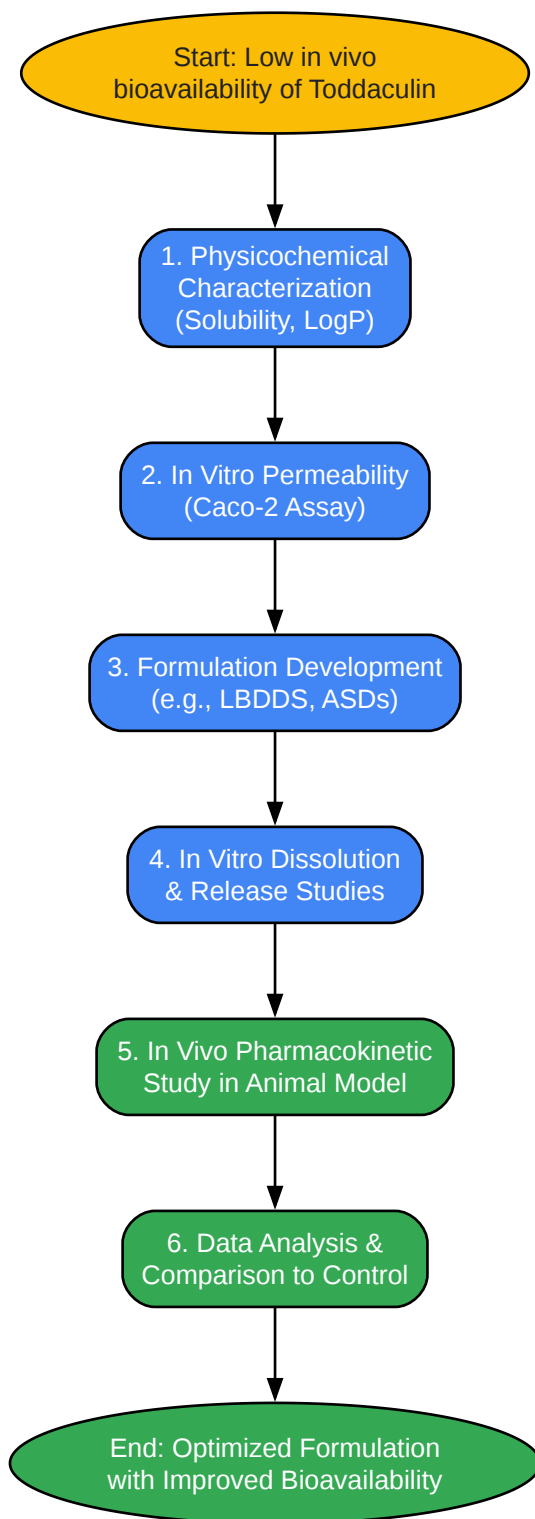 Start: Low in vivo
bioavailability of Toddaculin
1. Physicochemical
Characterization
(Solubility, LogP)
2. In Vitro Permeability
(Caco-2 Assay)
3. Formulation Development
(e.g., LBDDS, ASDs)
4. In Vitro Dissolution
& Release Studies
5. In Vivo Pharmacokinetic
Study in Animal Model
6. Data Analysis &
Comparison to Control
End: Optimized Formulation
with Improved Bioavailability